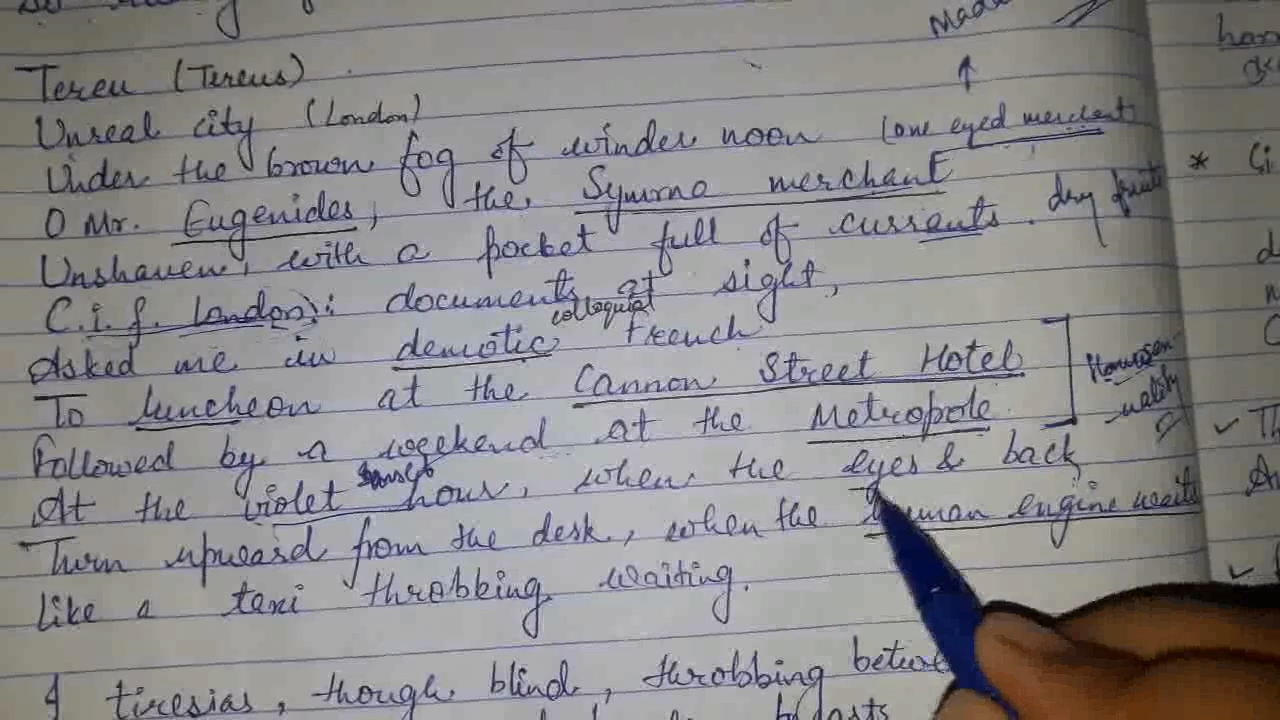 Tereu (Tereus)
Unreal city (London)
Under the brown fog of winder noon (one eyed merchant
O Mr. Eugenides, the Symrna merchant
Unshaven, with a pocket full of currants. dry fruits
C.i.f. London: documents at sight,
colloquial
Asked me in demotic French
To luncheon at the Cannon Street Hotel
Followed by a weekend at the Metropole.
Homosex-
uality
At the violet hour, when the eyes & back
sunset
Turn upward from the desk, when the human engine waits
Like a taxi throbbing waiting.
I tiresias, though blind, throbbing